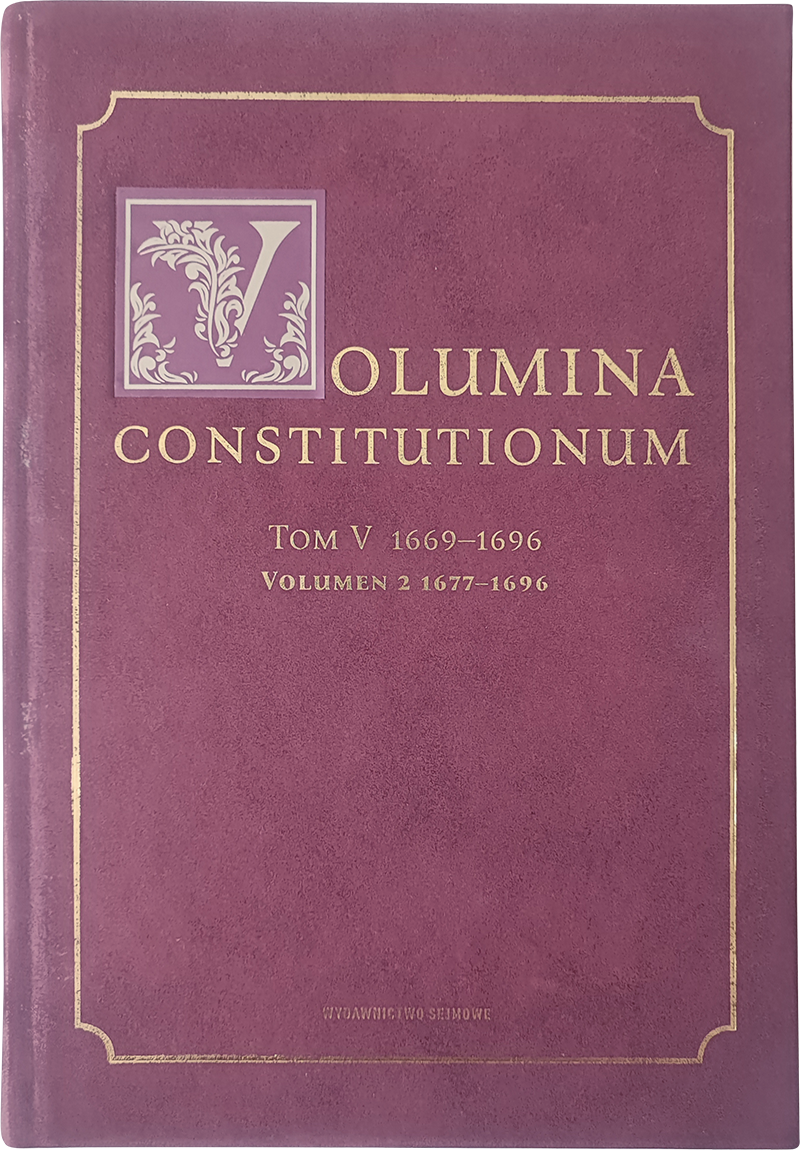 VOLUMINA
CONSTITUTIONUM
TOM V 1669–1696
VOLUMEN 2 1677–1696
WYDAWNICTWO SEJMOWE